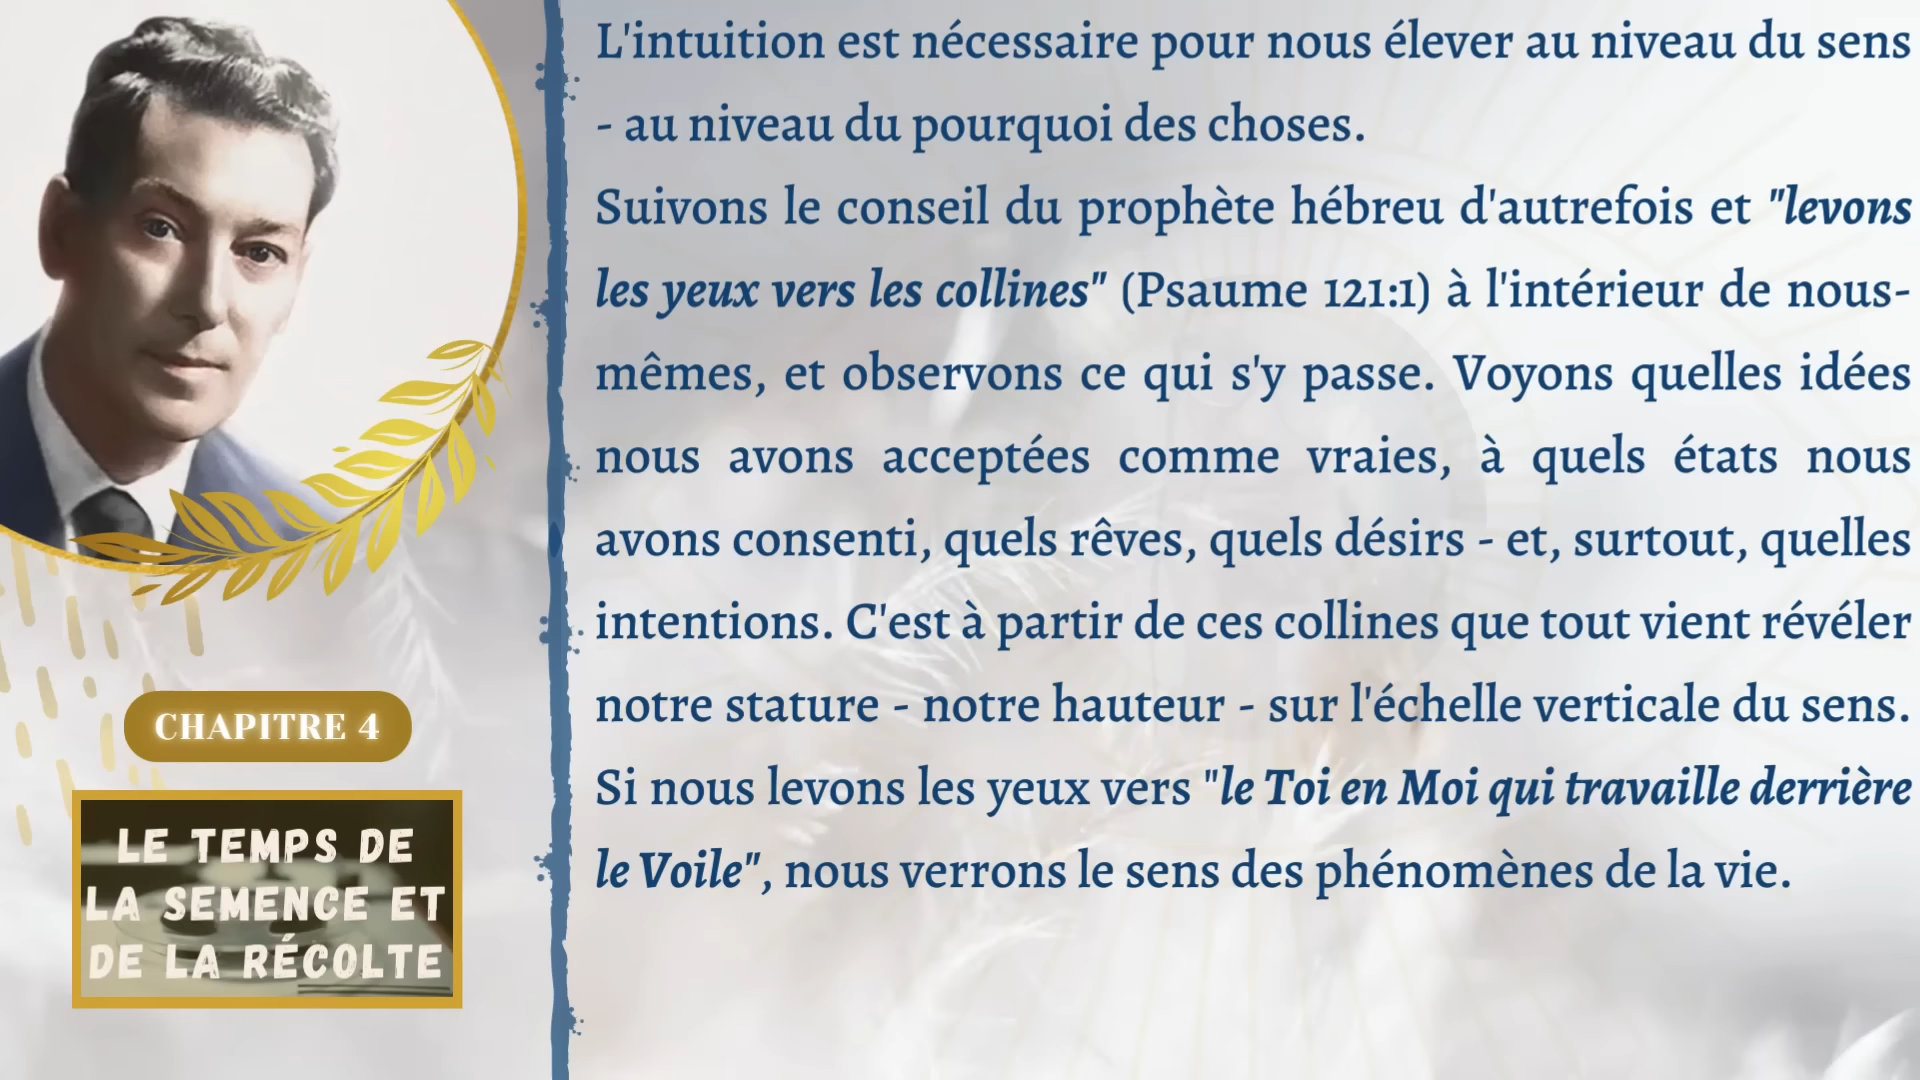 L'intuition est nécessaire pour nous élever au niveau du sens
- au niveau du pourquoi des choses.
Suivons le conseil du prophète hébreu d'autrefois et "levons
les yeux vers les collines" (Psaume 121:1) à l'intérieur de nous-
mêmes, et observons ce qui s'y passe. Voyons quelles idées
nous avons acceptées comme vraies, à quels états nous
avons consenti, quels rêves, quels désirs - et, surtout, quelles
intentions. C'est à partir de ces collines que tout vient révéler
notre stature - notre hauteur - sur l'échelle verticale du sens.
Si nous levons les yeux vers "le Toi en Moi qui travaille derrière
le Voile", nous verrons le sens des phénomènes de la vie.
CHAPITRE 4
LE TEMPS DE
LA SEMENCE ET
DE LA RÉCOLTE